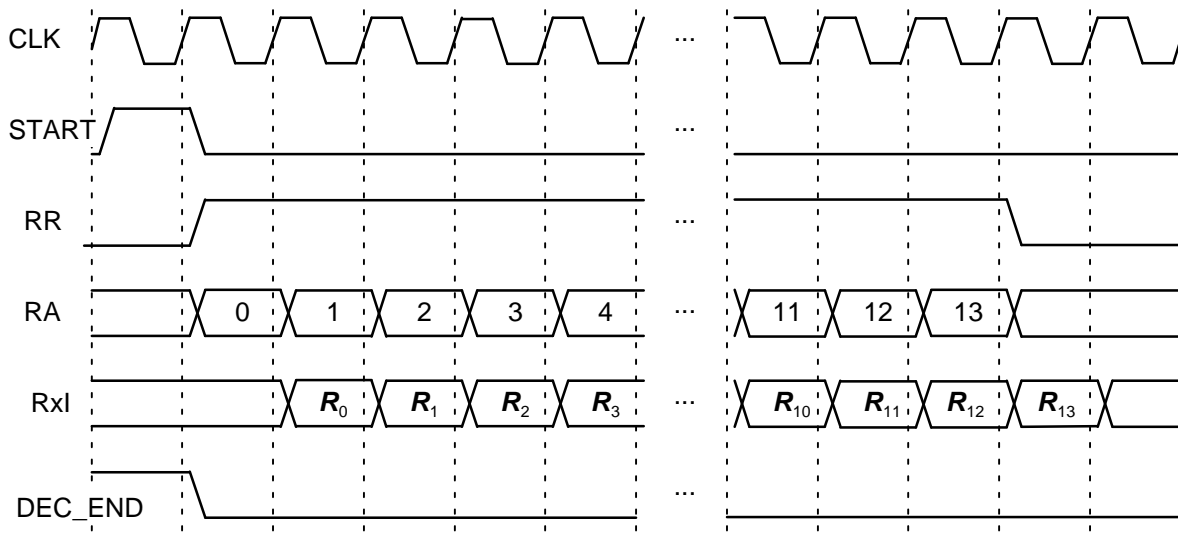 CLK ...
START ...
RR ...
RA 0 1 2 3 4 ... 11 12 13
RxI R0 R1 R2 R3 ... R10 R11 R12 R13
DEC_END ...